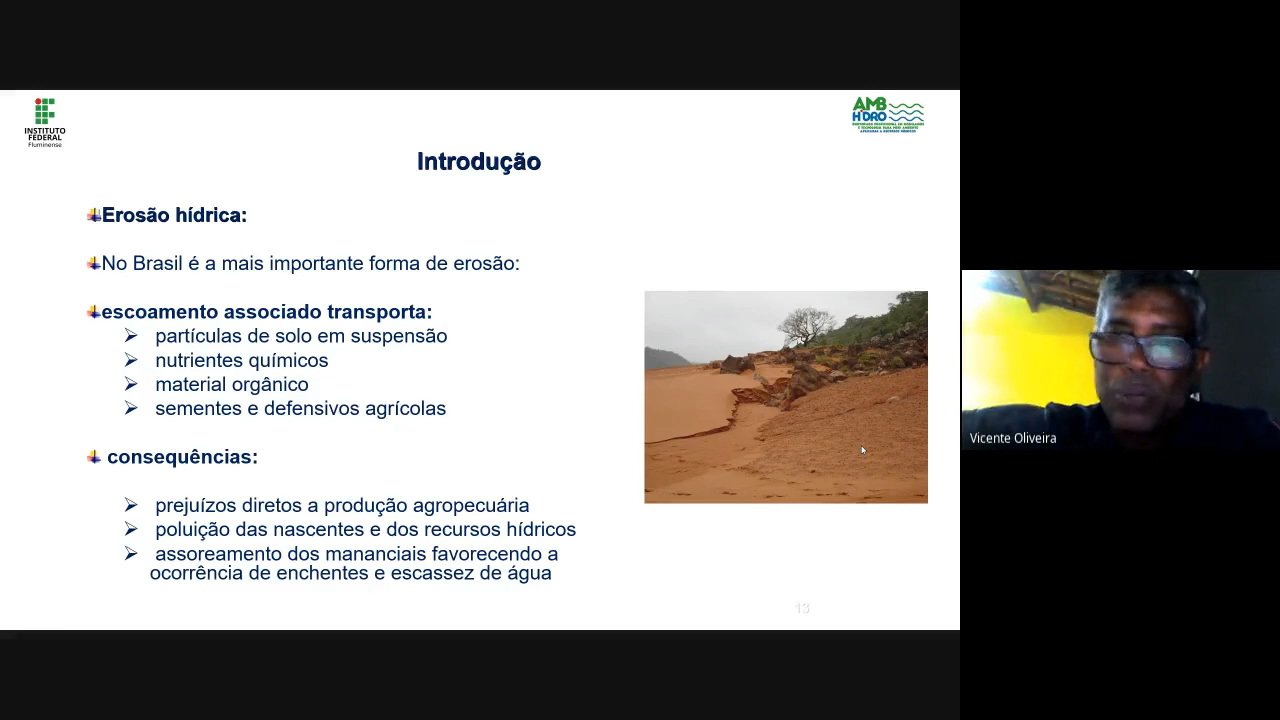 INSTITUTO
FEDERAL
Fluminense
AMB
HIDRO
Introdução
Erosão hídrica:
No Brasil é a mais importante forma de erosão:
escoamento associado transporta:
partículas de solo em suspensão
nutrientes químicos
material orgânico
sementes e defensivos agrícolas
consequências:
prejuízos diretos a produção agropecuária
poluição das nascentes e dos recursos hídricos
assoreamento dos mananciais favorecendo a
ocorrência de enchentes e escassez de água
13
Vicente Oliveira